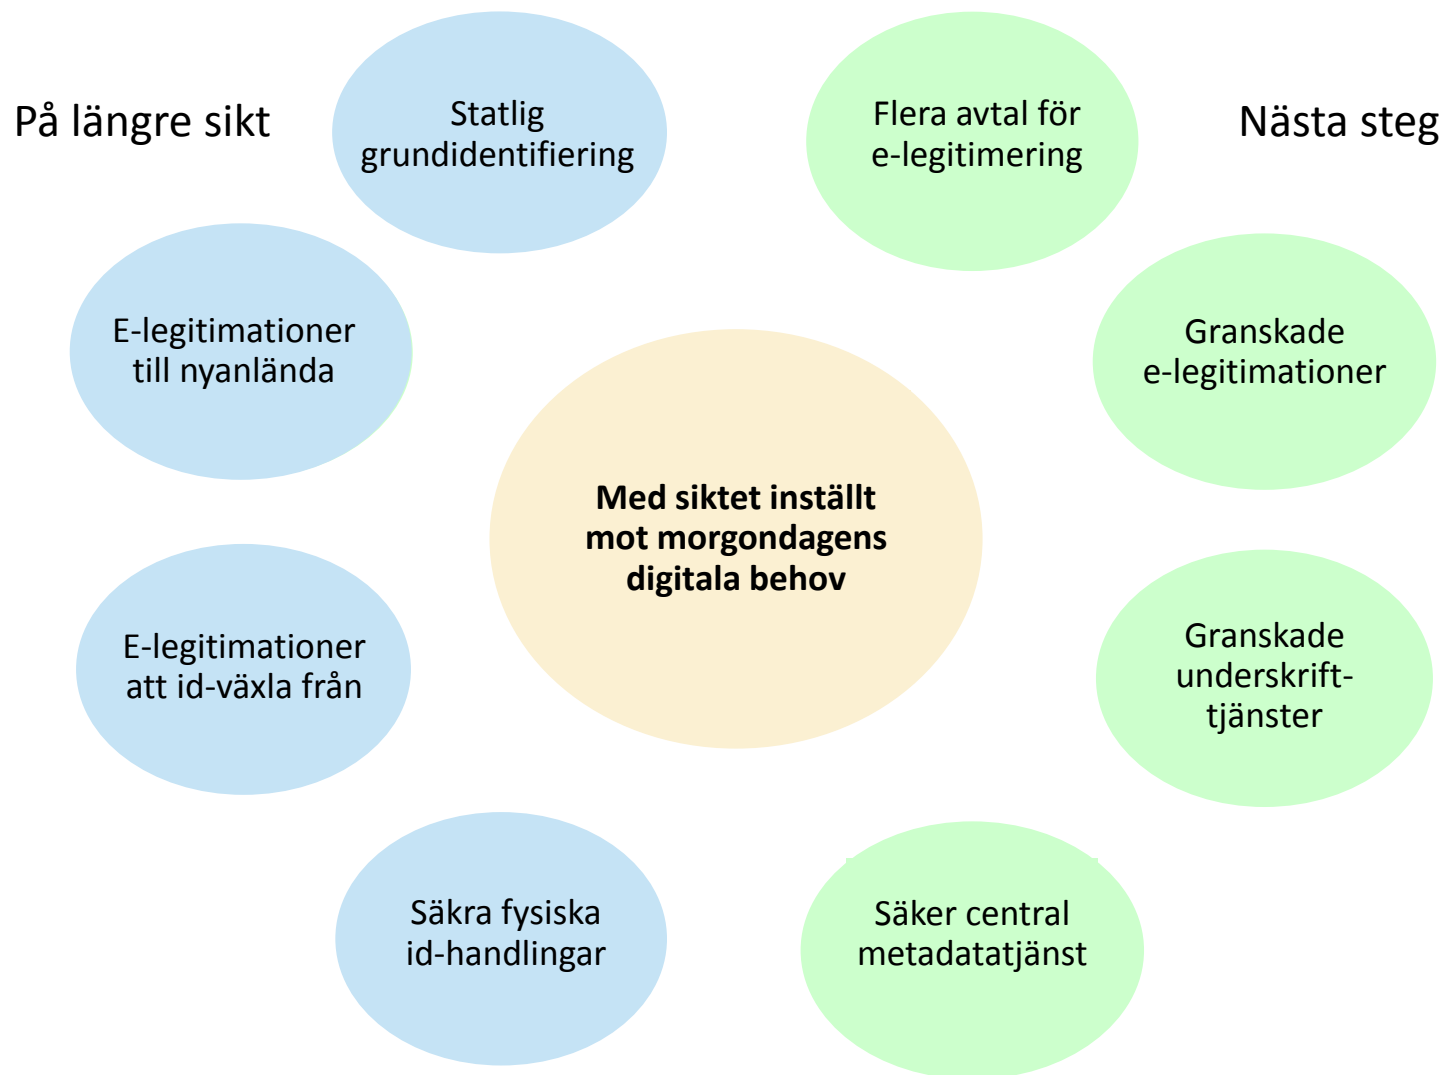 På längre sikt
Statlig
grundidentifiering
E-legitimationer
till nyanlända
E-legitimationer
att id-växla från
Säkra fysiska
id-handlingar
Med siktet inställt
mot morgondagens
digitala behov
Nästa steg
Flera avtal för
e-legitimering
Granskade
e-legitimationer
Granskade
underskrift-
tjänster
Säker central
metadatatjänst